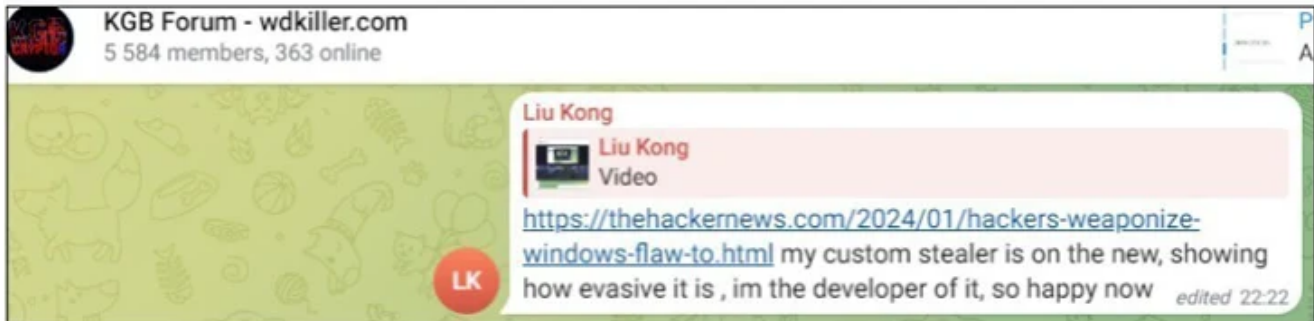 KGB Forum - wdkiller.com
5 584 members, 363 online
P
A
Liu Kong
Liu Kong
Video
https://thehackernews.com/2024/01/hackers-weaponize-
windows-flaw-to.html my custom stealer is on the new, showing
how evasive it is , im the developer of it, so happy now edited 22:22
LK